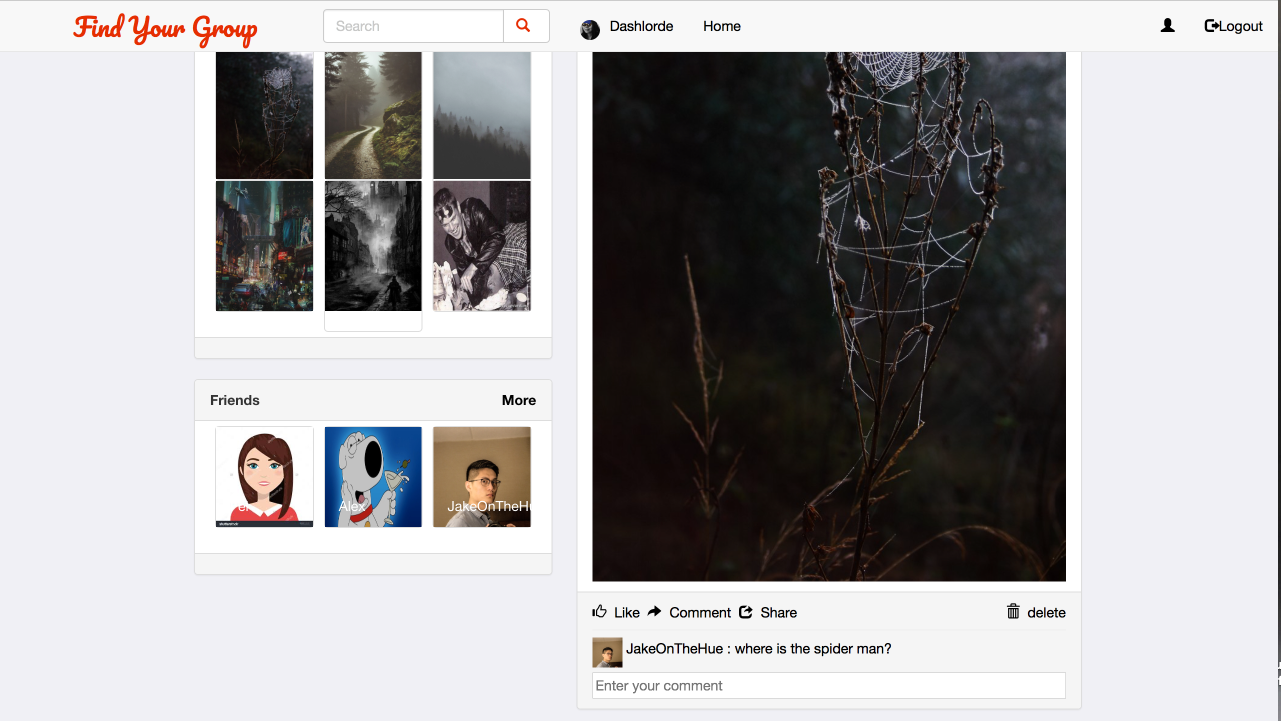 Find Your Group
Search
Dashlorde
Home
Logout
Friends
More
Alex
JakeOnTheHu
Like
Comment
Share
delete
JakeOnTheHue : where is the spider man?
Enter your comment